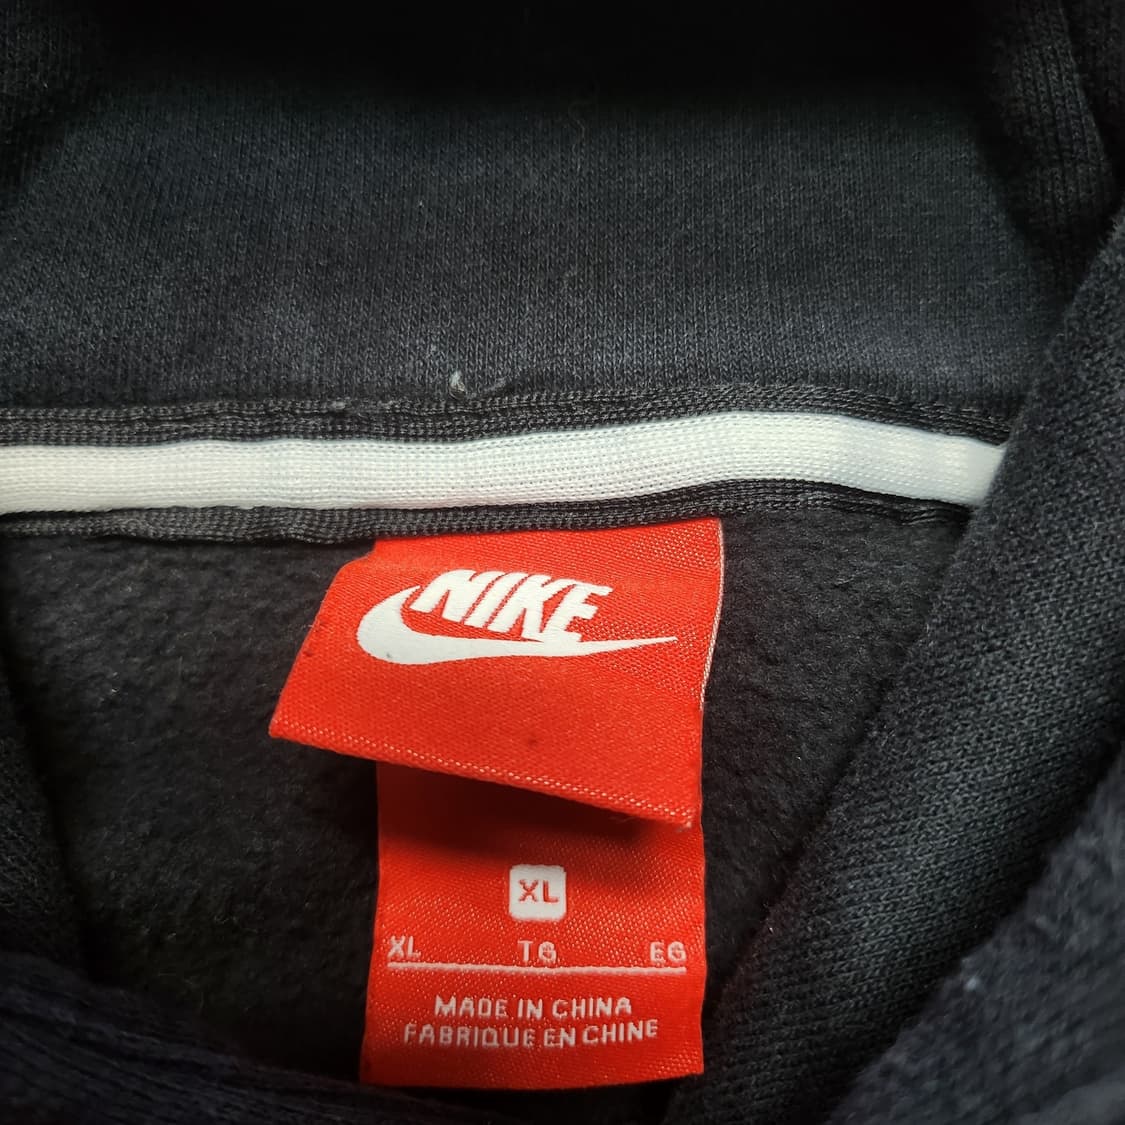 NIKE
XL
XL TG EG
MADE IN CHINA
FABRIQUE EN CHINE